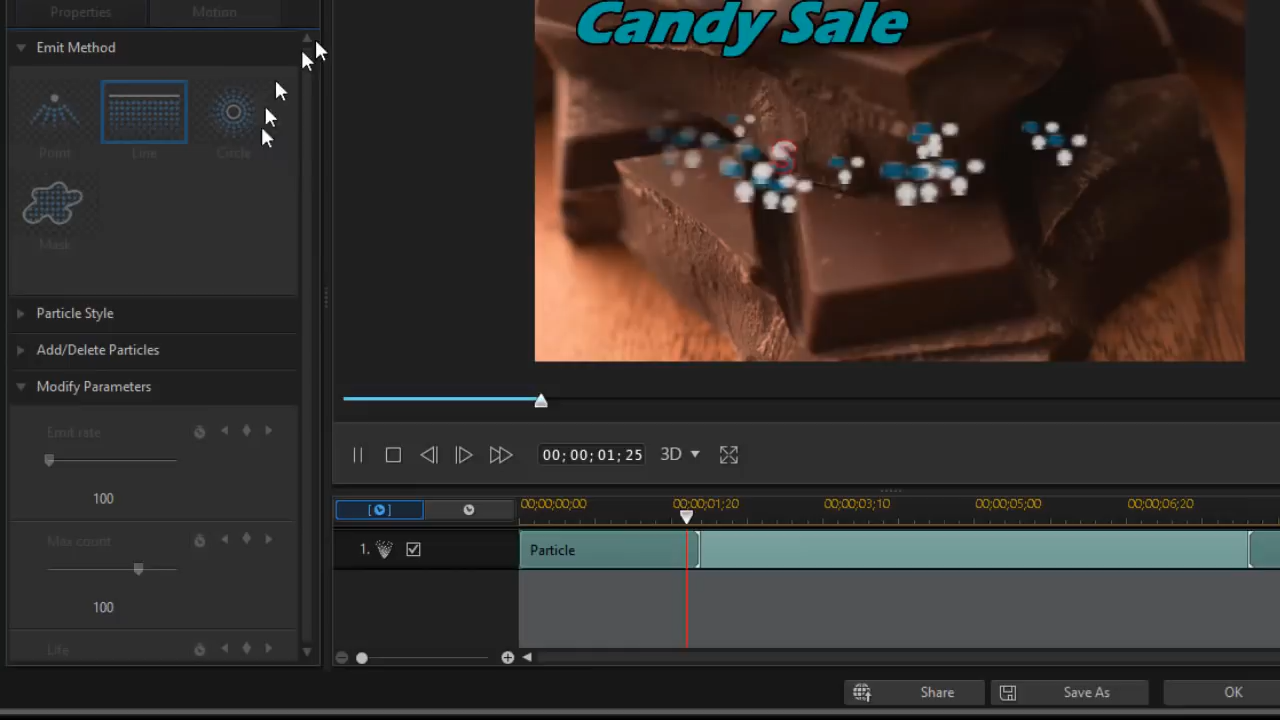 Properties Motion
Candy Sale
Emit Method
Point Line Circle
S
Mask
Particle Style
Add/Delete Particles
Modify Parameters
Emit rate
100
00; 00; 01; 25 3D
00;00;00;00 00;00;01;20 00;00;03;10 00;00;05;00 00;00;06;20
Max count
1. Particle
100
Life
Share Save As OK